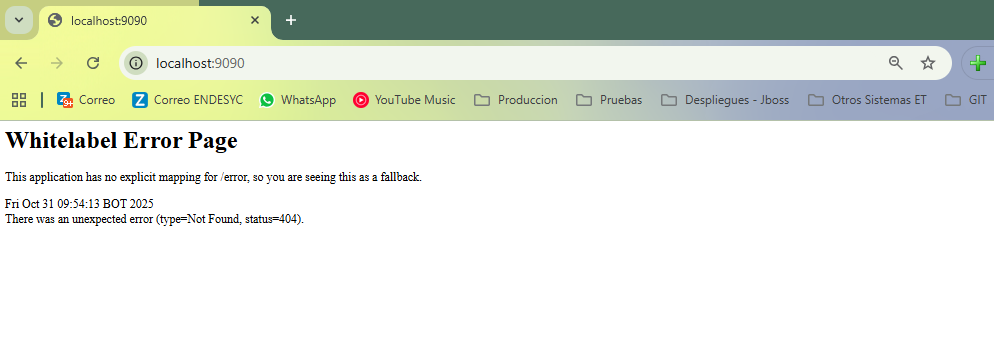 localhost:9090
localhost:9090
Correo
Correo ENDESYC
WhatsApp
YouTube Music
Produccion
Pruebas
Despliegues - Jboss
Otros Sistemas ET
GIT
Whitelabel Error Page
This application has no explicit mapping for /error, so you are seeing this as a fallback.
Fri Oct 31 09:54:13 BOT 2025
There was an unexpected error (type=Not Found, status=404).